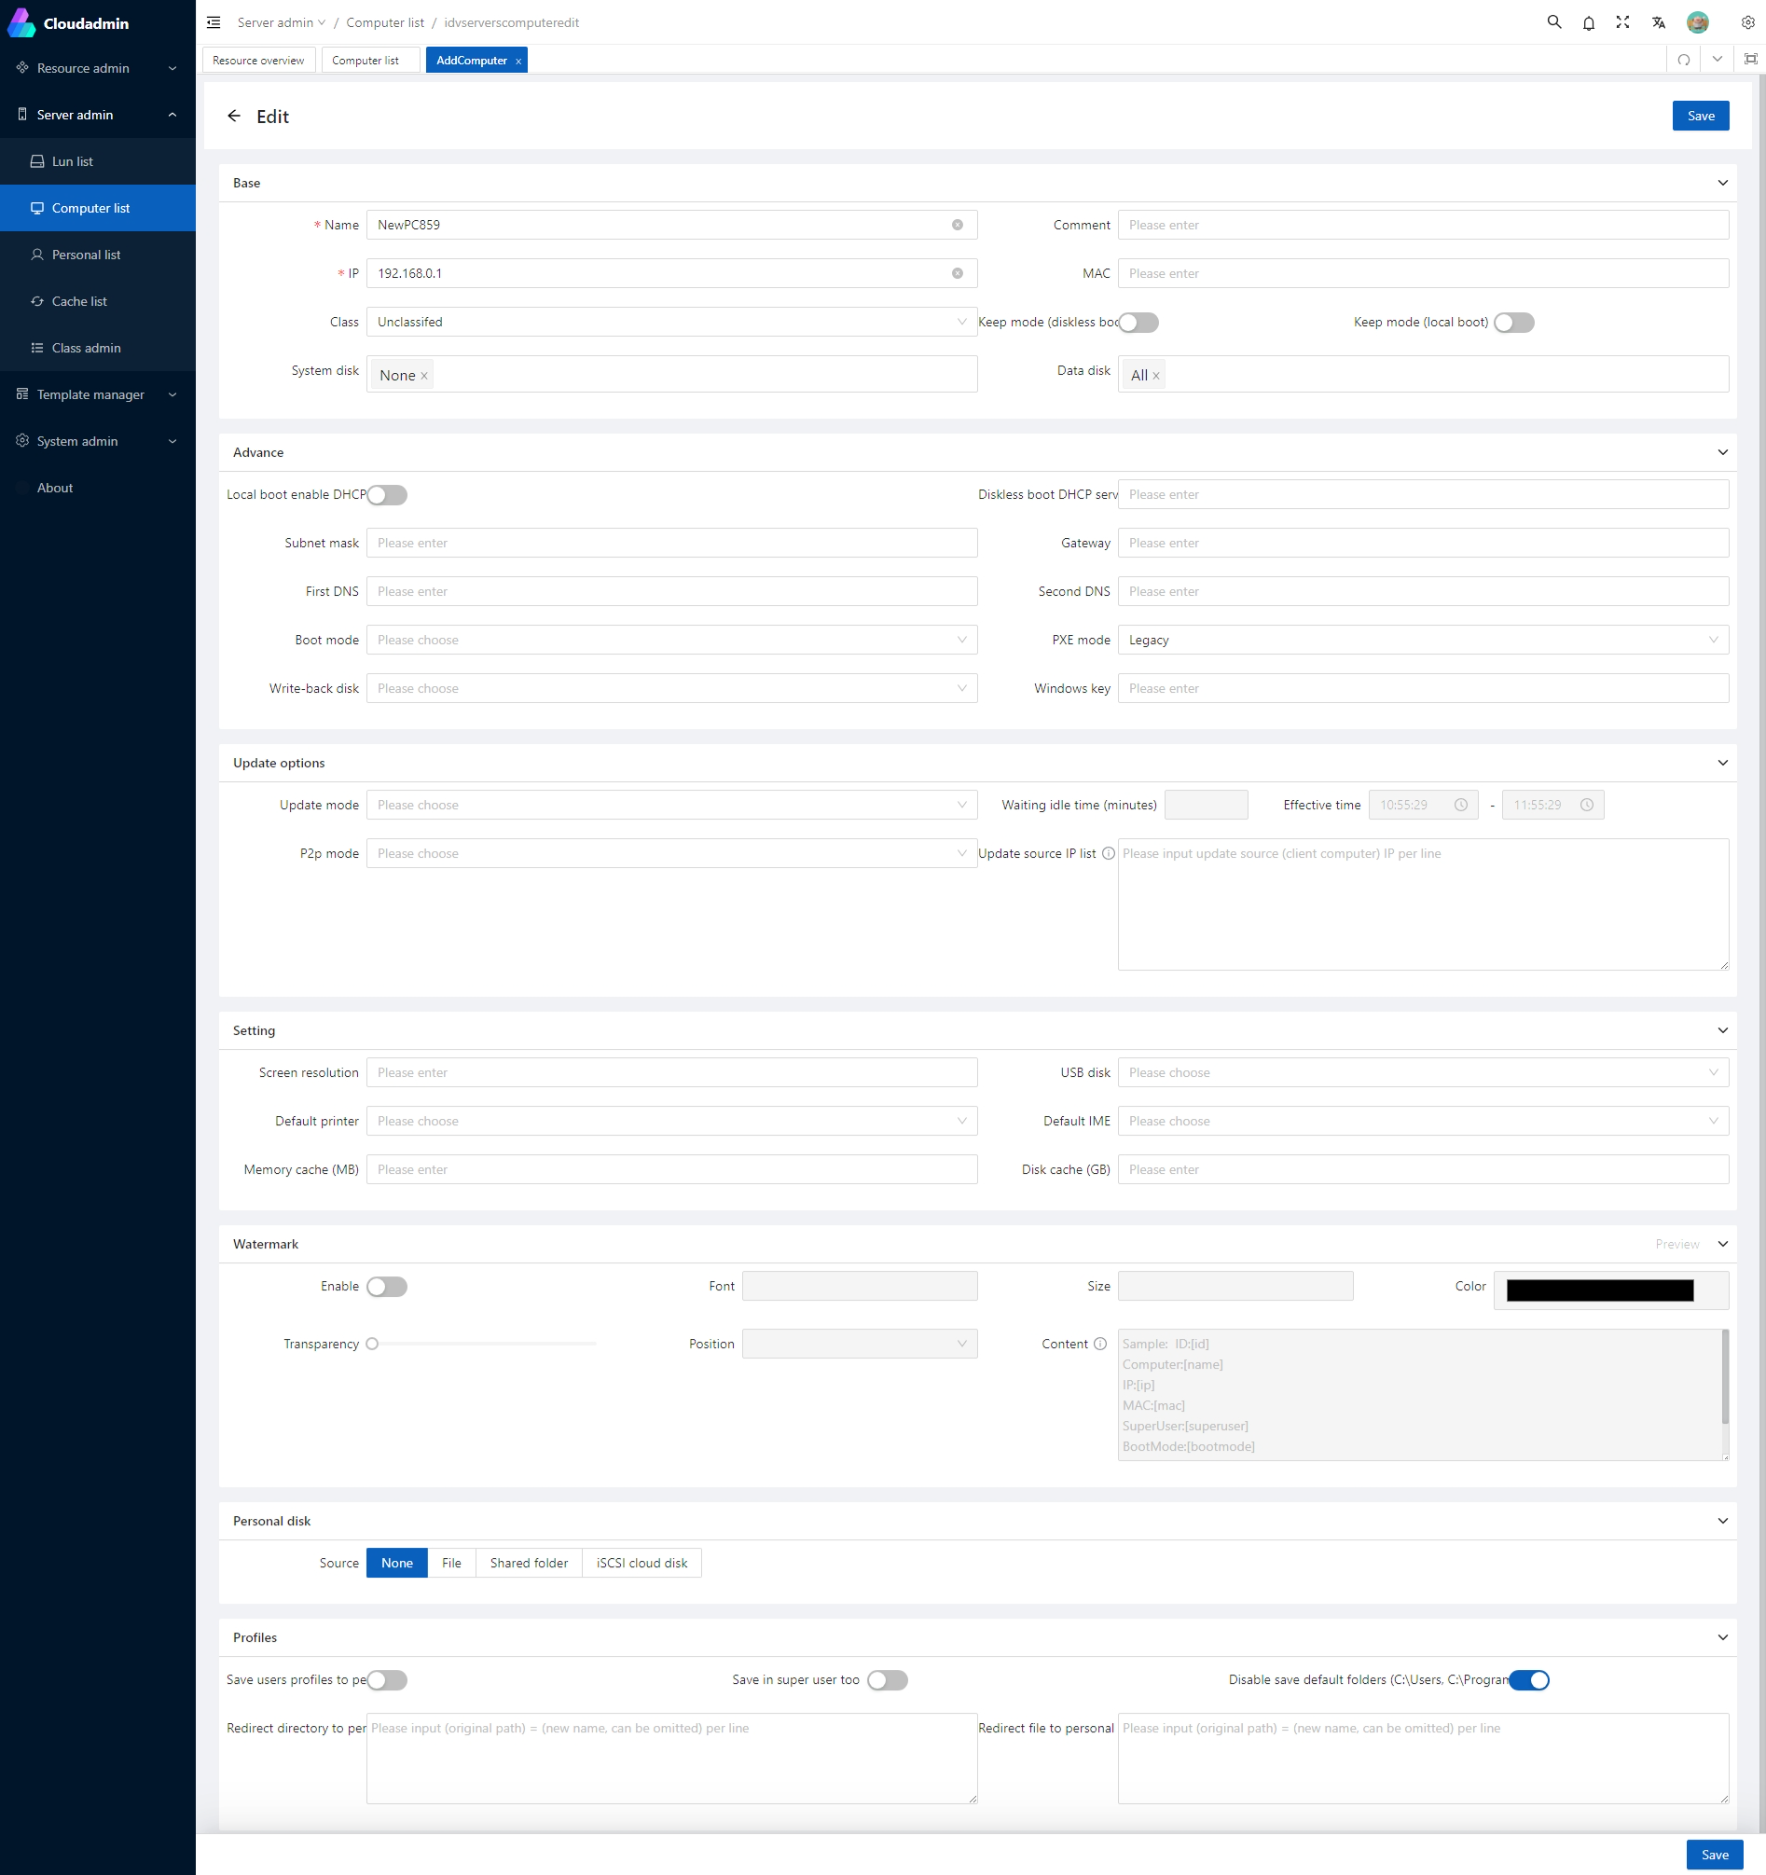 Cloudadmin
Server admin / Computer list / idvserverscomputeredit
Resource overview
Computer list
AddComputer ×
Resource admin
Server admin
Lun list
Computer list
Personal list
Cache list
Class admin
Template manager
System admin
About
Edit
Save
Base
* Name NewPC859
Comment Please enter
* IP 192.168.0.1
MAC Please enter
Class Unclassifed
Keep mode (diskless boo
Keep mode (local boot)
System disk None ×
Data disk All ×
Advance
Local boot enable DHCP
Diskless boot DHCP serv Please enter
Subnet mask Please enter
Gateway Please enter
First DNS Please enter
Second DNS Please enter
Boot mode Please choose
PXE mode Legacy
Write-back disk Please choose
Windows key Please enter
Update options
Update mode Please choose
Waiting idle time (minutes)
Effective time 10:55:29 - 11:55:29
P2p mode Please choose
Update source IP list Please input update source (client computer) IP per line
Setting
Screen resolution Please enter
USB disk Please choose
Default printer Please choose
Default IME Please choose
Memory cache (MB) Please enter
Disk cache (GB) Please enter
Watermark
Preview
Enable
Font
Size
Color
Transparency
Position
Content Sample: ID:[id]
Computer:[name]
IP:[ip]
MAC:[mac]
SuperUser:[superuser]
BootMode:[bootmode]
Personal disk
Source None File Shared folder iSCSI cloud disk
Profiles
Save users profiles to pe
Save in super user too
Disable save default folders (C:\Users, C:\Progran
Redirect directory to per Please input (original path) = (new name, can be omitted) per line
Redirect file to personal Please input (original path) = (new name, can be omitted) per line
Save